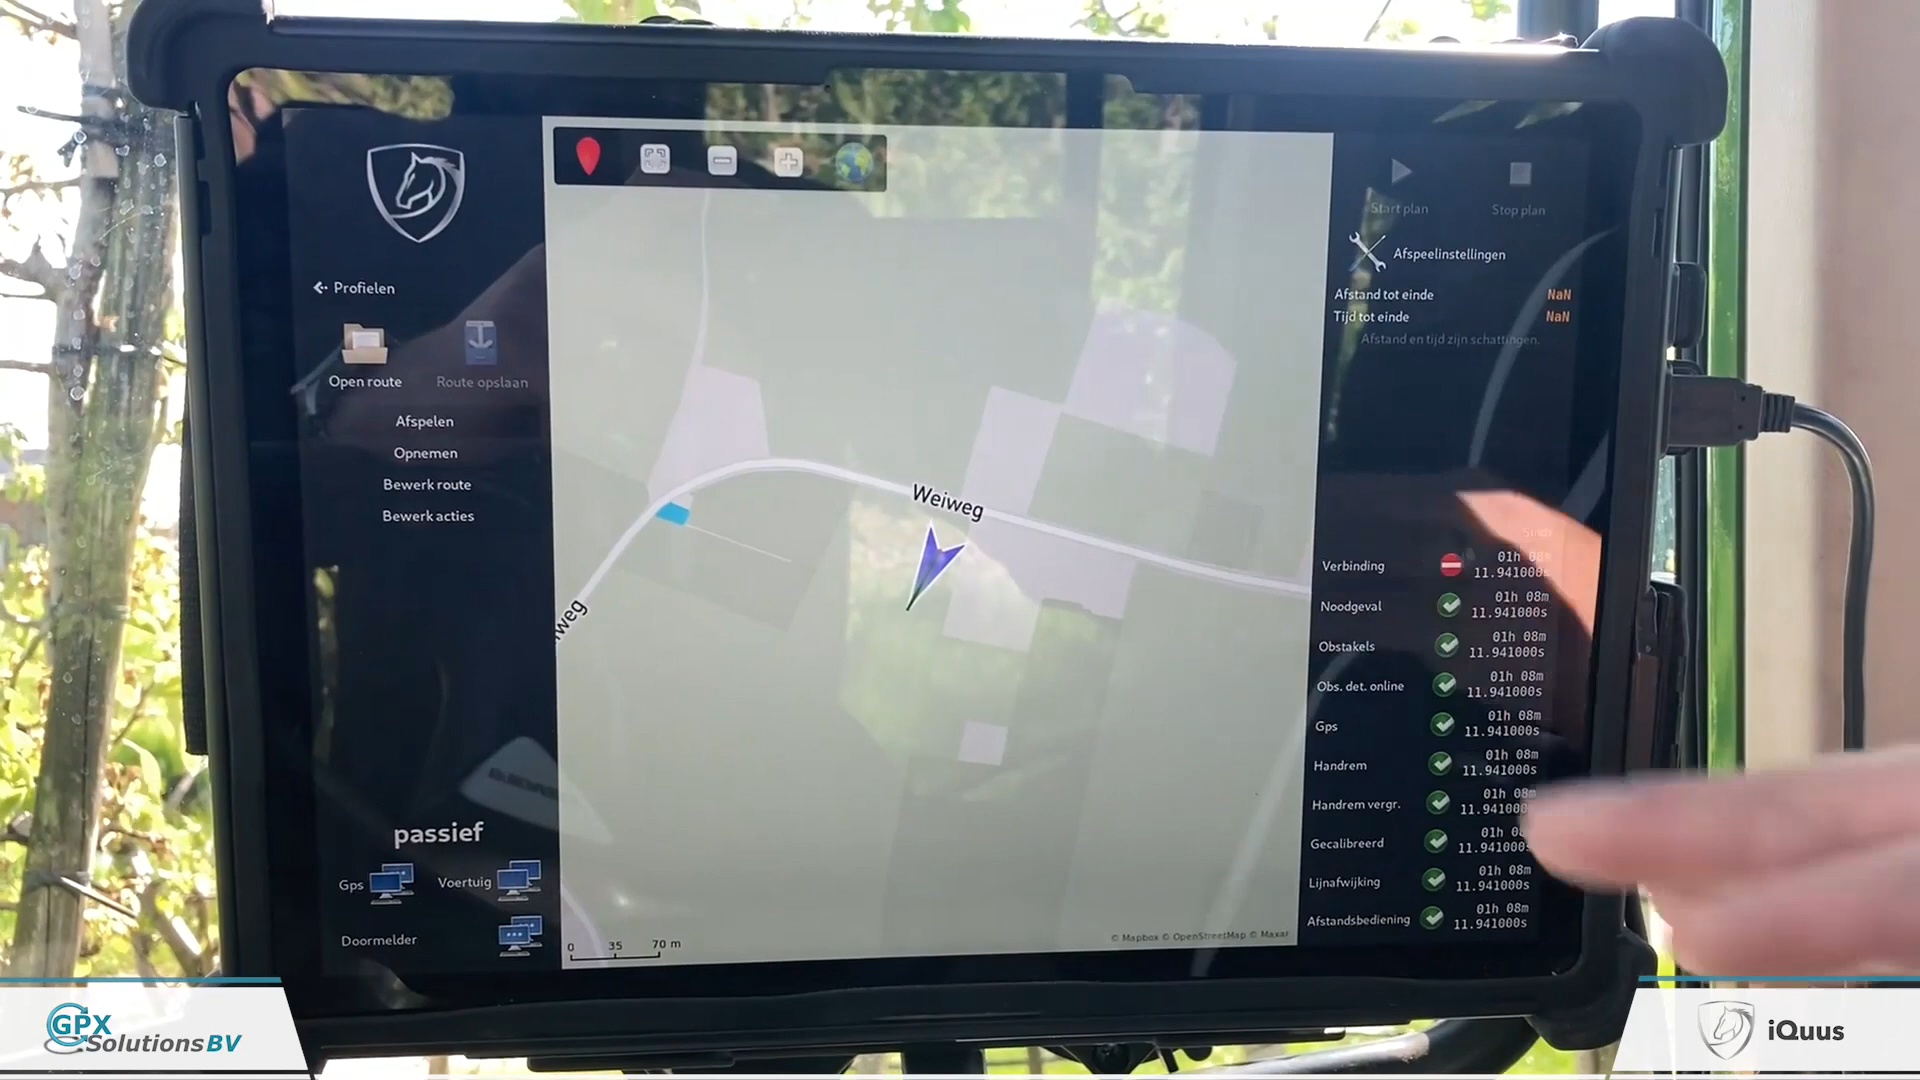 Profielen
Open route
Route opslaan
Afspelen
Opnemen
Bewerk route
Bewerk acties
passief
Gps
Voertuig
Doormelder
Weiweg
weg
0 35 70 m
© Mapbox © OpenStreetMap © Maxar
Start plan
Stop plan
Afspeelinstellingen
Afstand tot einde NaN
Tijd tot einde NaN
Afstand en tijd zijn schattingen.
Sinds
Verbinding 01h 08m
11.941000s
Noodgeval 01h 08m
11.941000s
Obstakels 01h 08m
11.941000s
Obs. det. online 01h 08m
11.941000s
Gps 01h 08m
11.941000s
Handrem 01h 08m
11.941000s
Handrem vergr. 01h 08m
11.941000
Gecalibreerd 01h 08
11.941000s
Lijnafwijking 01h 08m
11.941000s
Afstandsbediening 01h 08m
11.941000s
GPX
Solutions BV
iQuus